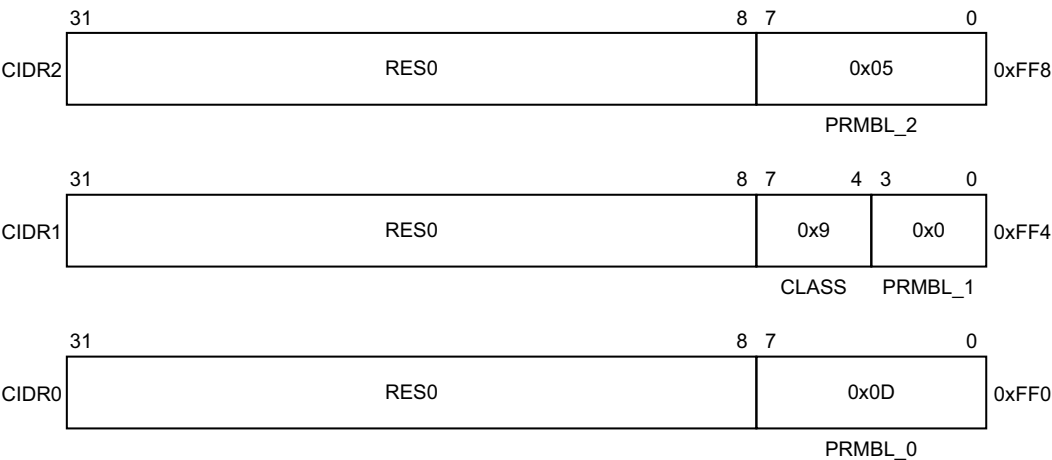 31 8 7 0
CIDR2 RES0 0x05 0xFF8
PRMBL_2
31 8 7 4 3 0
CIDR1 RES0 0x9 0x0 0xFF4
CLASS PRMBL_1
31 8 7 0
CIDR0 RES0 0x0D 0xFF0
PRMBL_0